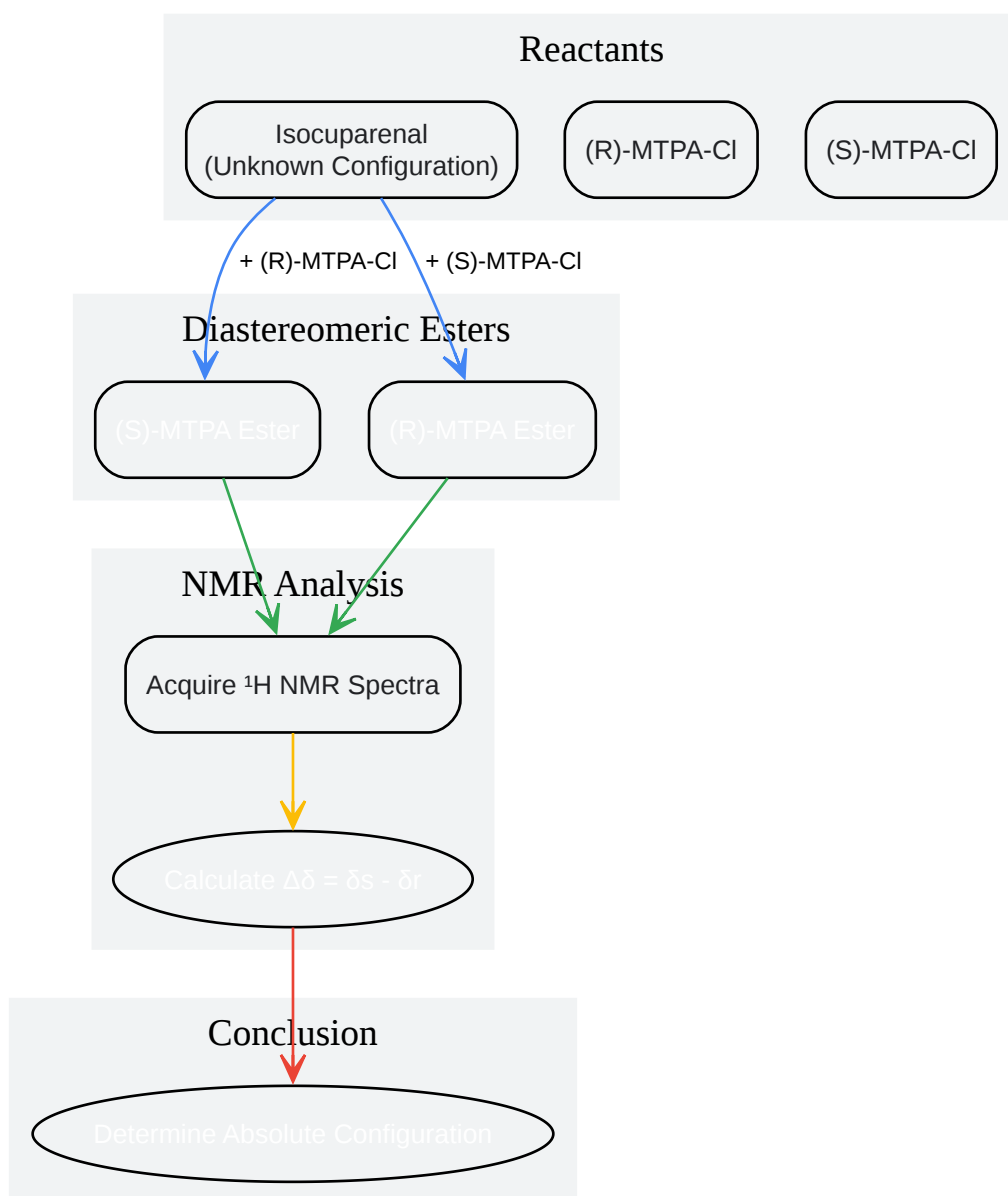 Reactants
Isocuparenal
(Unknown Configuration)
(R)-MTPA-Cl
(S)-MTPA-Cl
+ (R)-MTPA-Cl
+ (S)-MTPA-Cl
Diastereomeric Esters
(S)-MTPA Ester
(R)-MTPA Ester
NMR Analysis
Acquire ¹H NMR Spectra
Calculate Δδ = δs - δr
Conclusion
Determine Absolute Configuration